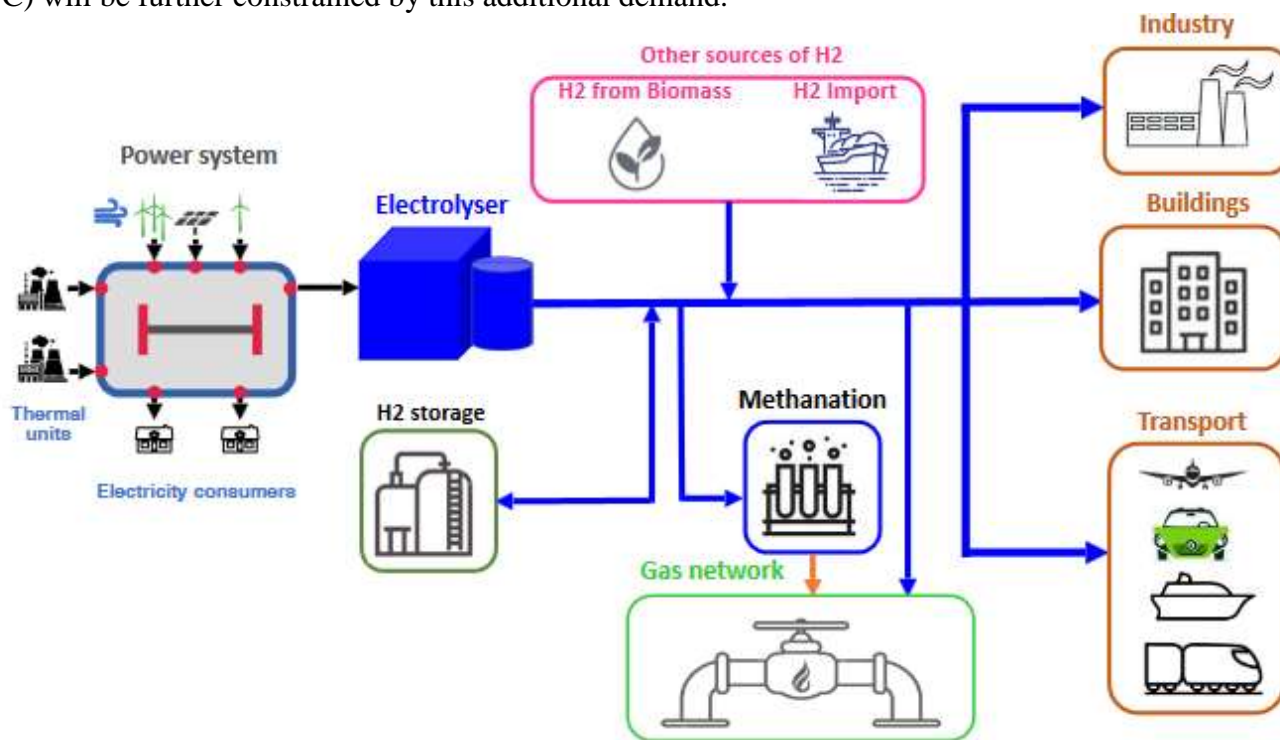 C) will be further constrained by this additional demand.
Industry
Other sources of H2
H2 from Biomass
H2 Import
Power system
Electrolyser
Buildings
H2 storage
Methanation
Thermal
units
Transport
Electricity consumers
Gas network